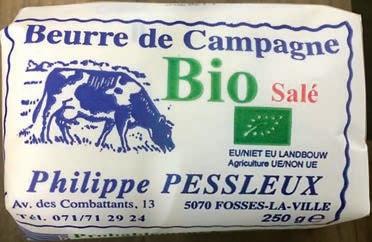 Beurre de Campagne
Bio Salé
EU/NIET EU LANDBOUW
Agriculture UE/NON UE
Philippe PESSLEUX
Av. des Combattants, 13 5070 FOSSES-LA-VILLE
Tél. 071/71 29 24 250 g e